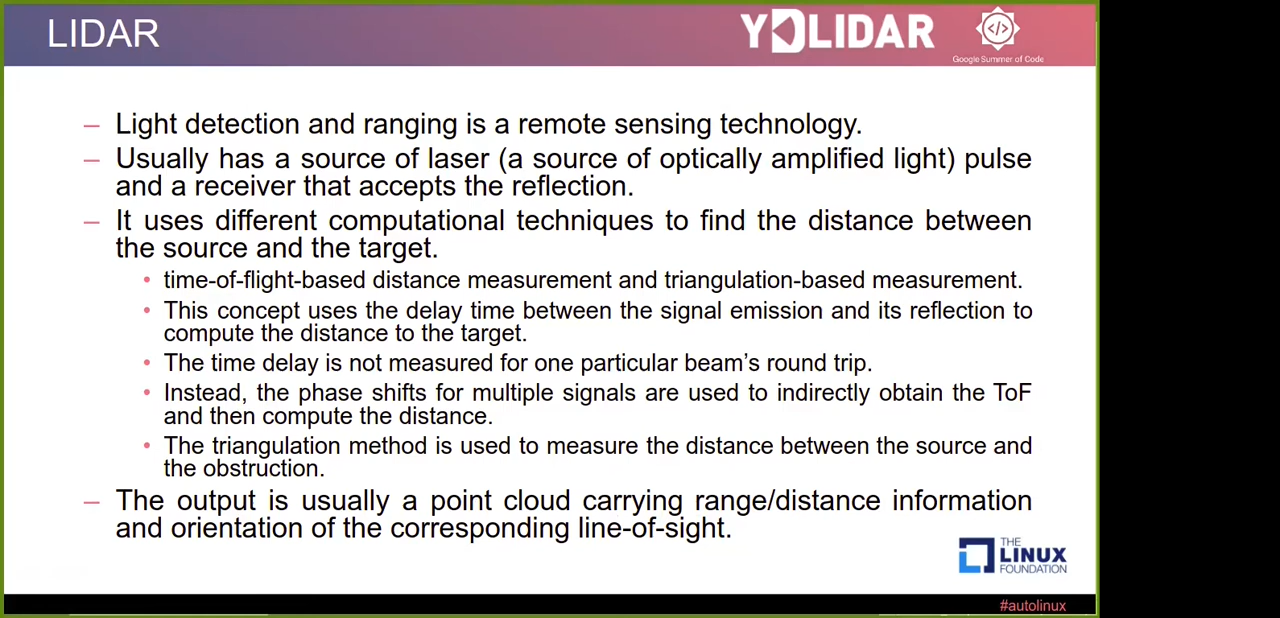 LIDAR
YDLIDAR
Google Summer of Code
– Light detection and ranging is a remote sensing technology.
– Usually has a source of laser (a source of optically amplified light) pulse
and a receiver that accepts the reflection.
– It uses different computational techniques to find the distance between
the source and the target.
• time-of-flight-based distance measurement and triangulation-based measurement.
• This concept uses the delay time between the signal emission and its reflection to
compute the distance to the target.
• The time delay is not measured for one particular beam's round trip.
• Instead, the phase shifts for multiple signals are used to indirectly obtain the ToF
and then compute the distance.
• The triangulation method is used to measure the distance between the source and
the obstruction.
– The output is usually a point cloud carrying range/distance information
and orientation of the corresponding line-of-sight.
THE
LINUX
FOUNDATION
#autolinux